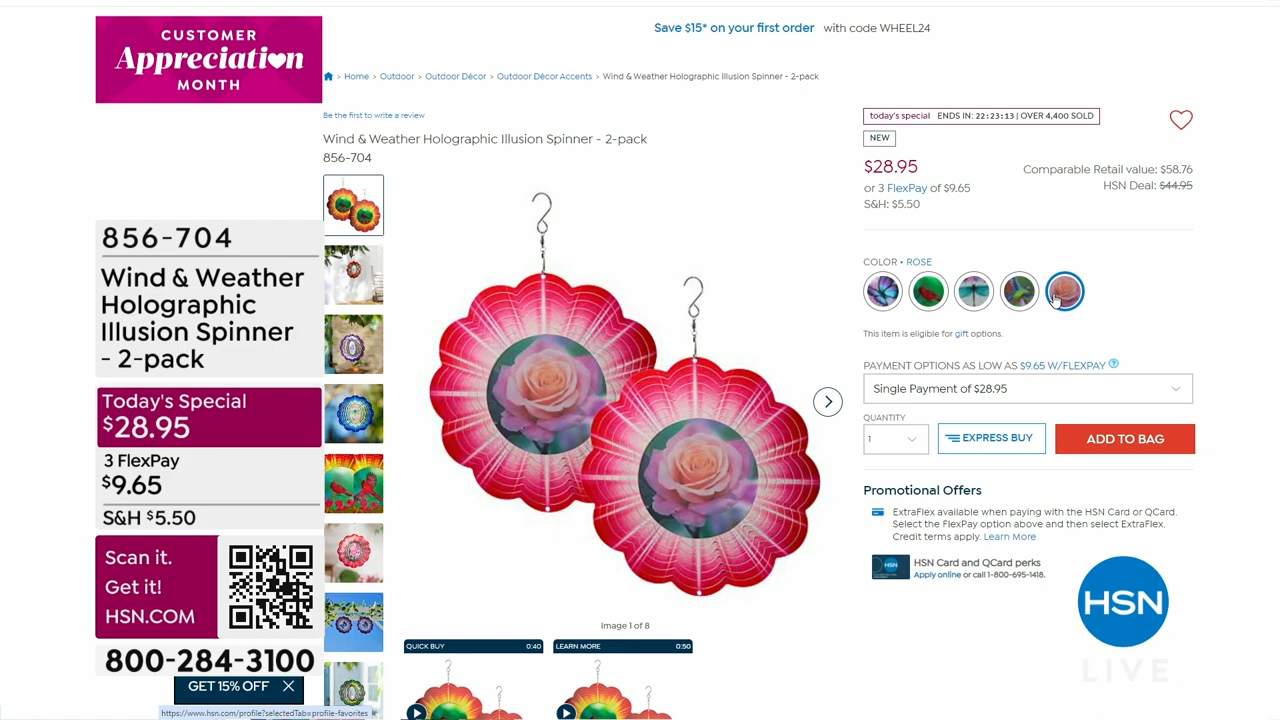 CUSTOMER
Appreciation
MONTH
Save $15* on your first order with code WHEEL24
> Home > Outdoor > Outdoor Décor > Outdoor Décor Accents > Wind & Weather Holographic Illusion Spinner - 2-pack
Be the first to write a review
Wind & Weather Holographic Illusion Spinner - 2-pack
856-704
today's special ENDS IN: 22:23:13 | OVER 4,400 SOLD
NEW
$28.95
Comparable Retail value: $58.76
or 3 FlexPay of $9.65
HSN Deal: $44.95
S&H: $5.50
COLOR • ROSE
This item is eligible for gift options.
PAYMENT OPTIONS AS LOW AS $9.65 W/FLEXPAY ?
Single Payment of $28.95
QUANTITY
1
EXPRESS BUY
ADD TO BAG
Promotional Offers
ExtraFlex available when paying with the HSN Card or QCard.
Select the FlexPay option above and then select ExtraFlex.
Credit terms apply. Learn More
HSN
HSN Card and QCard perks
Apply online or call 1-800-695-1418.
HSN
LIVE
Image 1 of 8
QUICK BUY 0:40
LEARN MORE 0:50
856-704
Wind & Weather
Holographic
Illusion Spinner
- 2-pack
Today's Special
$28.95
3 FlexPay
$9.65
S&H $5.50
Scan it.
Get it!
HSN.COM
800-284-3100
GET 15% OFF ×
https://www.hsn.com/profile?selectedTab=profile-favorites